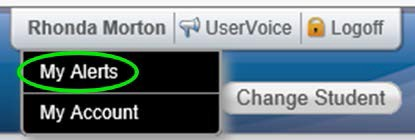 Rhonda Morton UserVoice Logoff
My Alerts
My Account
Change Student